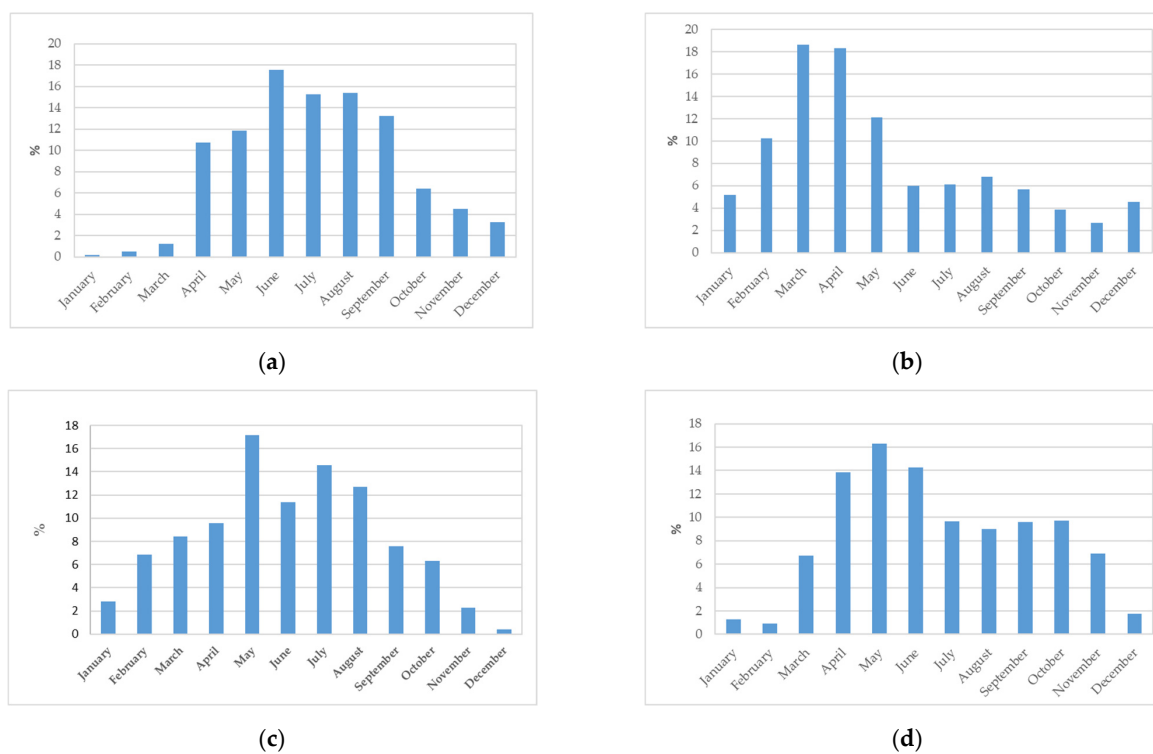 20
18
16
14
12
10
8
6
4
2
0
%
January
February
March
April
May
June
July
August
September
October
November
December
(a)
20
18
16
14
12
10
8
6
4
2
0
%
January
February
March
April
May
June
July
August
September
October
November
December
(b)
18
16
14
12
10
8
6
4
2
0
%
January
February
March
April
May
June
July
August
September
October
November
December
(c)
18
16
14
12
10
8
6
4
2
0
%
January
February
March
April
May
June
July
August
September
October
November
December
(d)